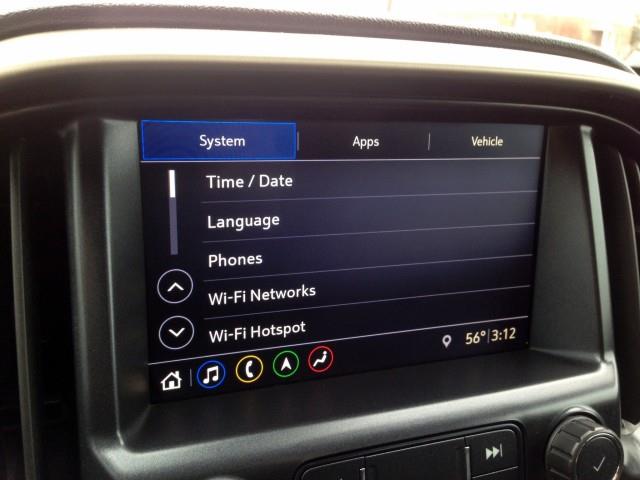 System Apps Vehicle
Time / Date
Language
Phones
Wi-Fi Networks
Wi-Fi Hotspot
56° 3:12